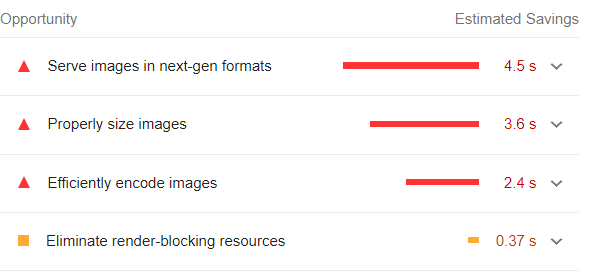 Opportunity Estimated Savings
Serve images in next-gen formats 4.5 s
Properly size images 3.6 s
Efficiently encode images 2.4 s
Eliminate render-blocking resources 0.37 s